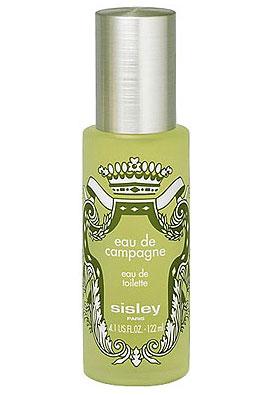 eau de
campagne
eau de
toilette
sisley
PARIS
4.1 US FL.OZ. - 122 ml